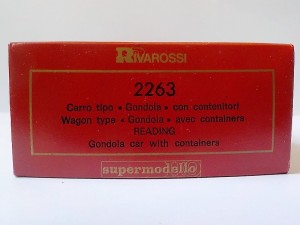 RIVAROSSI
2263
Carro tipo « Gondola » con contenitori
Wagon type « Gondola » avec containers
READING
Gondola car with containers
supermodello